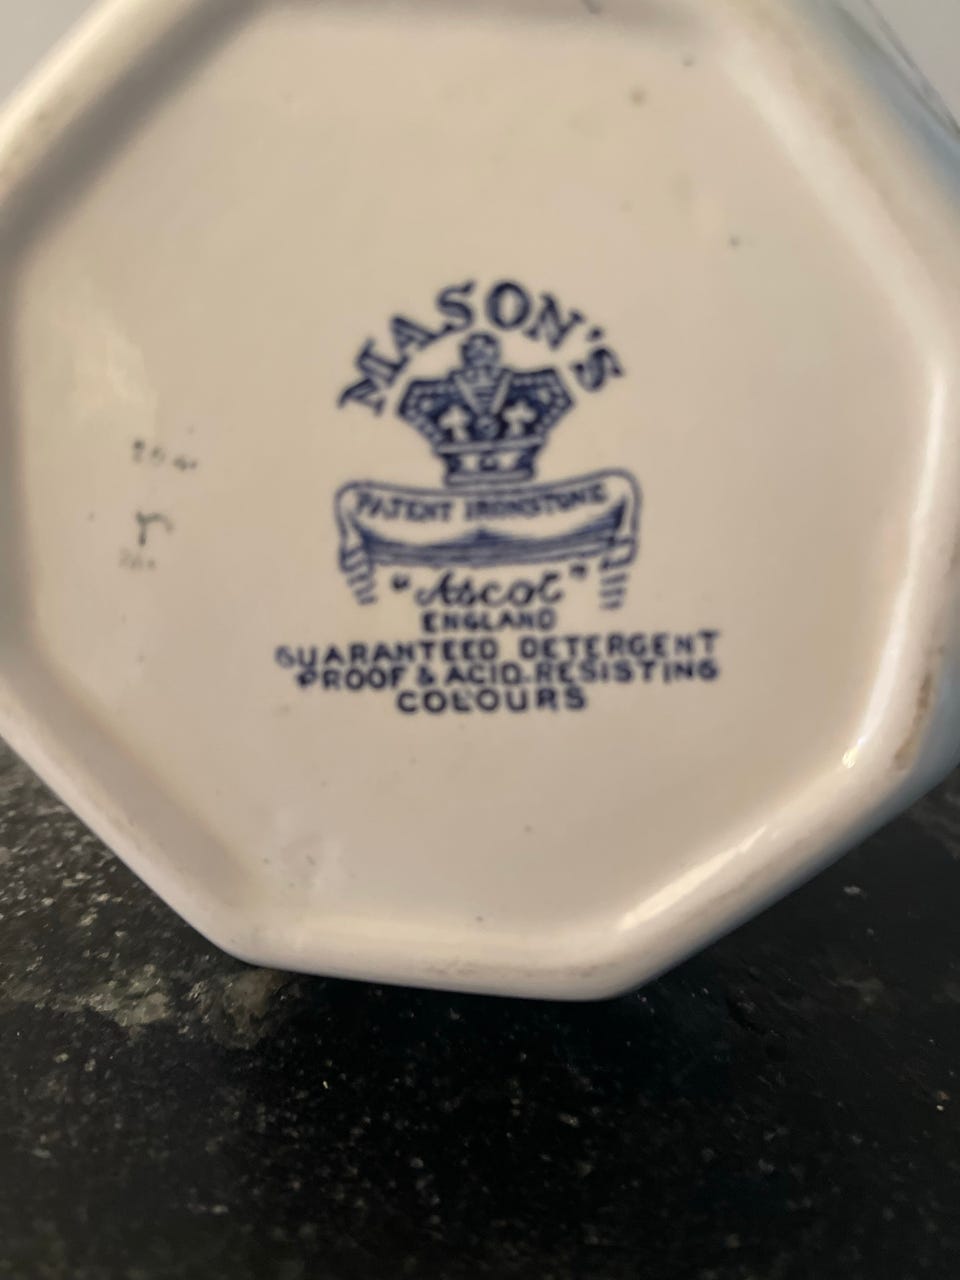 MASON'S
PATENT IRONSTONE
"Ascot"
ENGLAND
GUARANTEED DETERGENT
PROOF & ACID.RESISTING
COLOURS